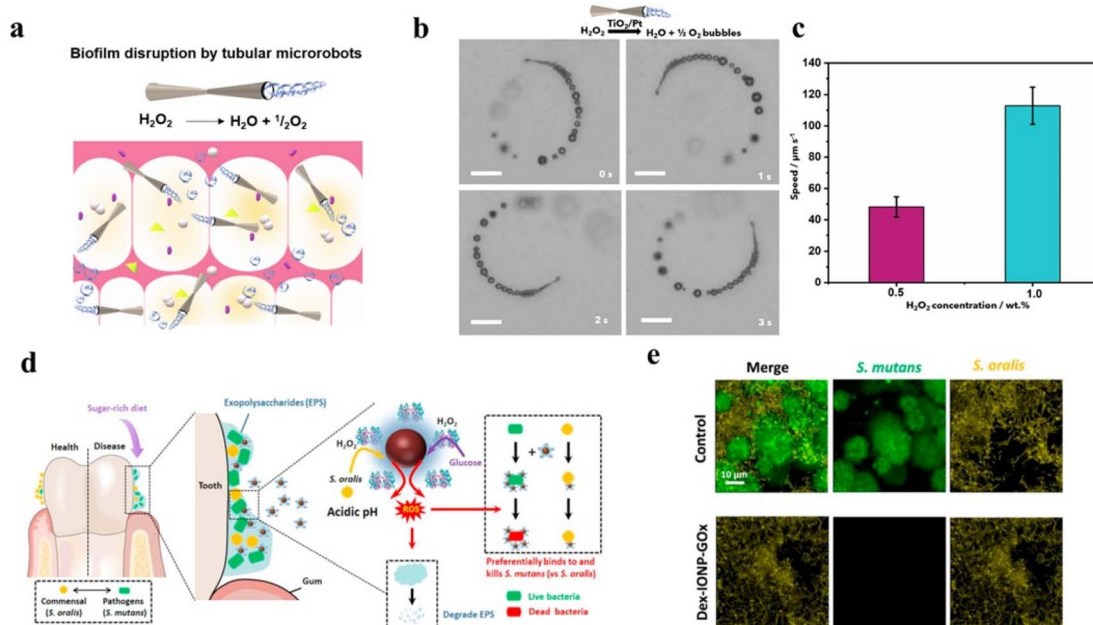 a
Biofilm disruption by tubular microrobots
H₂O₂ → H₂O + ¹/₂O₂
b
TiO₂/Pt
H₂O₂ → H₂O + ½ O₂ bubbles
0 s
1 s
2 s
3 s
c
140
120
100
80
60
40
20
0
Speed / µm s⁻¹
0.5
1.0
H₂O₂ concentration / wt.%
d
Sugar-rich diet
Health
Disease
Commensal
(S. oralis)
Pathogens
(S. mutans)
Exopolysaccharides (EPS)
Tooth
Gum
H₂O₂
H₂O₂
Glucose
S. oralis
Acidic pH
ROS
Degrade EPS
+
Preferentially binds to and
kills S. mutans (vs S. oralis)
Live bacteria
Dead bacteria
e
Merge
S. mutans
S. oralis
Control
10 µm
Dex-IONP-GOx